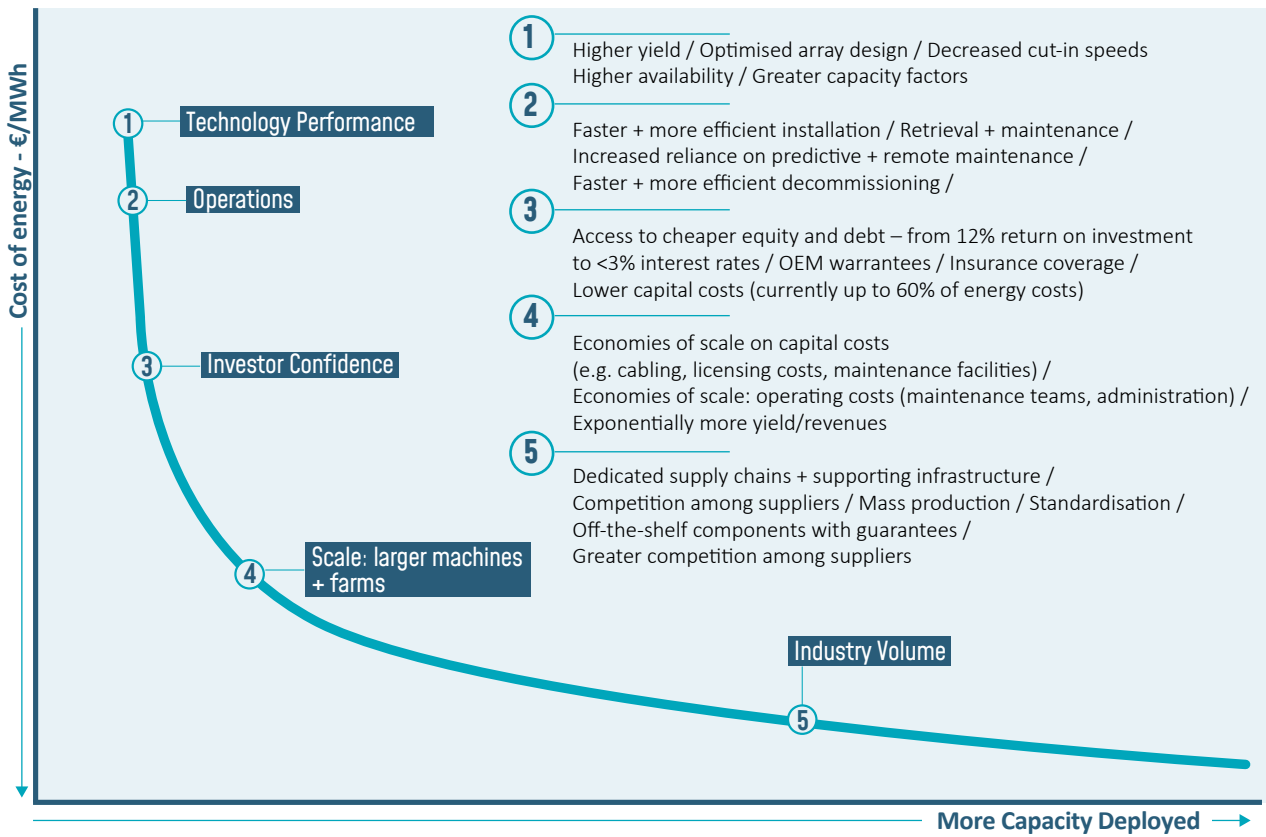 Cost of energy - €/MWh
1
Technology Performance
2
Operations
3
Investor Confidence
4
Scale: larger machines
+ farms
Industry Volume
5
1
Higher yield / Optimised array design / Decreased cut-in speeds
Higher availability / Greater capacity factors
2
Faster + more efficient installation / Retrieval + maintenance /
Increased reliance on predictive + remote maintenance /
Faster + more efficient decommissioning /
3
Access to cheaper equity and debt – from 12% return on investment
to <3% interest rates / OEM warrantees / Insurance coverage /
Lower capital costs (currently up to 60% of energy costs)
4
Economies of scale on capital costs
(e.g. cabling, licensing costs, maintenance facilities) /
Economies of scale: operating costs (maintenance teams, administration) /
Exponentially more yield/revenues
5
Dedicated supply chains + supporting infrastructure /
Competition among suppliers / Mass production / Standardisation /
Off-the-shelf components with guarantees /
Greater competition among suppliers
More Capacity Deployed